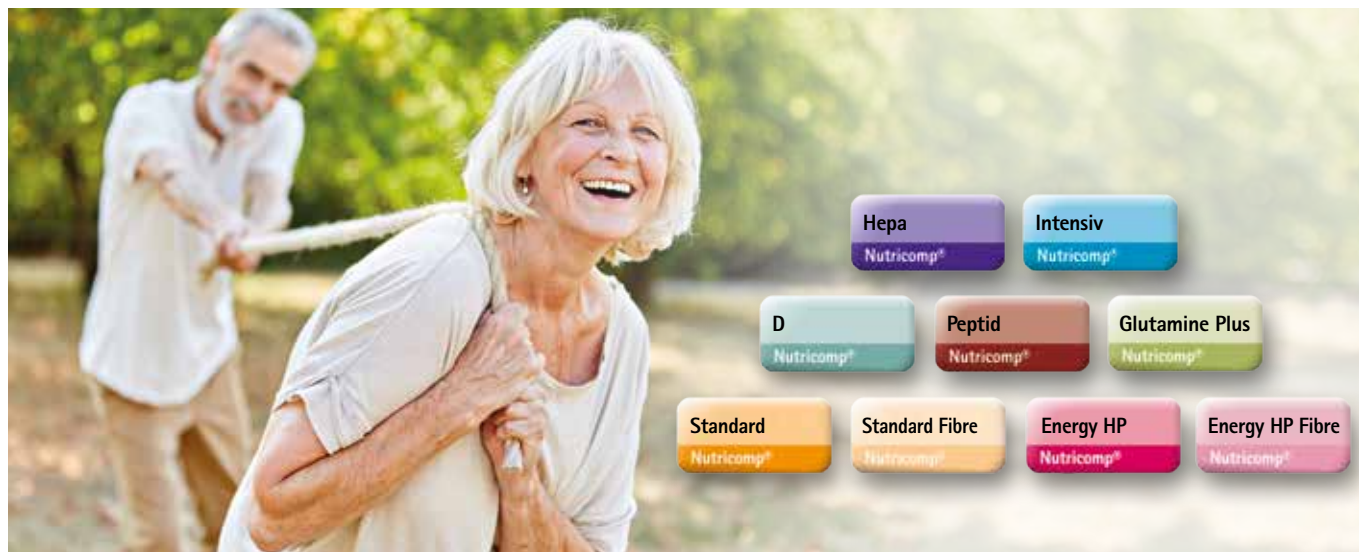 Hepa
Nutricomp®
Intensiv
Nutricomp®
D
Nutricomp®
Peptid
Nutricomp®
Glutamine Plus
Nutricomp®
Standard
Nutricomp®
Standard Fibre
Nutricomp®
Energy HP
Nutricomp®
Energy HP Fibre
Nutricomp®